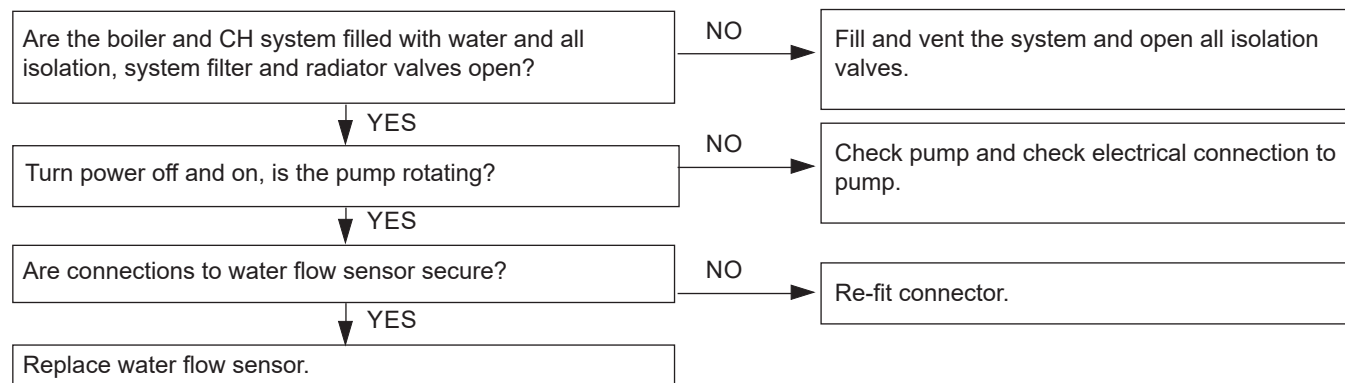 Are the boiler and CH system filled with water and all
isolation, system filter and radiator valves open?
NO
Fill and vent the system and open all isolation
valves.
YES
Turn power off and on, is the pump rotating?
NO
Check pump and check electrical connection to
pump.
YES
Are connections to water flow sensor secure?
NO
Re-fit connector.
YES
Replace water flow sensor.